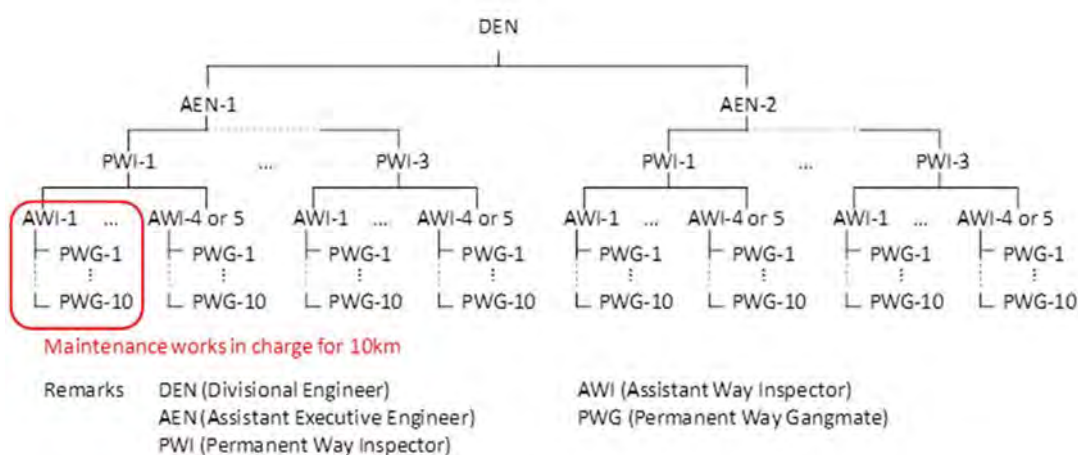 DEN
AEN-1 AEN-2
PWI-1 ... PWI-3 PWI-1 ... PWI-3
AWI-1 ... AWI-4 or 5 AWI-1 ... AWI-4 or 5 AWI-1 ... AWI-4 or 5 AWI-1 ... AWI-4 or 5
PWG-1 PWG-1 PWG-1 PWG-1 PWG-1 PWG-1 PWG-1 PWG-1
⋮ ⋮ ⋮ ⋮ ⋮ ⋮ ⋮ ⋮
PWG-10 PWG-10 PWG-10 PWG-10 PWG-10 PWG-10 PWG-10 PWG-10
Maintenance works in charge for 10km
Remarks DEN (Divisional Engineer) AWI (Assistant Way Inspector)
AEN (Assistant Executive Engineer) PWG (Permanent Way Gangmate)
PWI (Permanent Way Inspector)